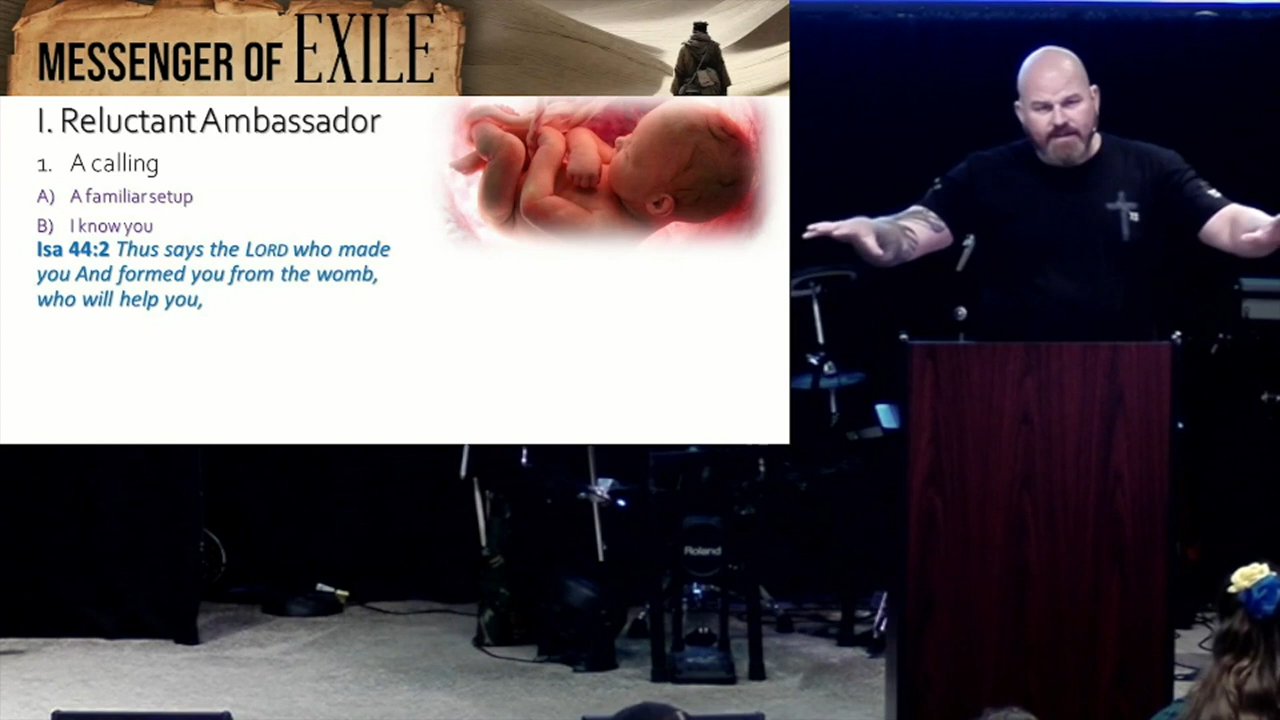 MESSENGER OF EXILE
I. Reluctant Ambassador
1. A calling
A) A familiar setup
B) I know you
Isa 44:2 Thus says the LORD who made
you And formed you from the womb,
who will help you,
Roland